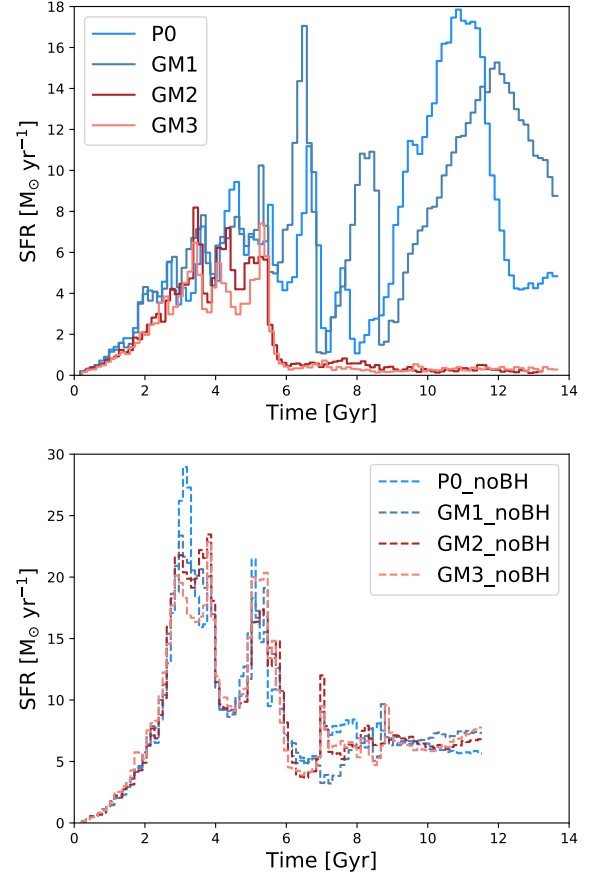 18
16
14
12
10
8
6
4
2
0
SFR [M⊙ yr⁻¹]
P0
GM1
GM2
GM3
0 2 4 6 8 10 12 14
Time [Gyr]
30
25
20
15
10
5
0
SFR [M⊙ yr⁻¹]
P0_noBH
GM1_noBH
GM2_noBH
GM3_noBH
0 2 4 6 8 10 12 14
Time [Gyr]